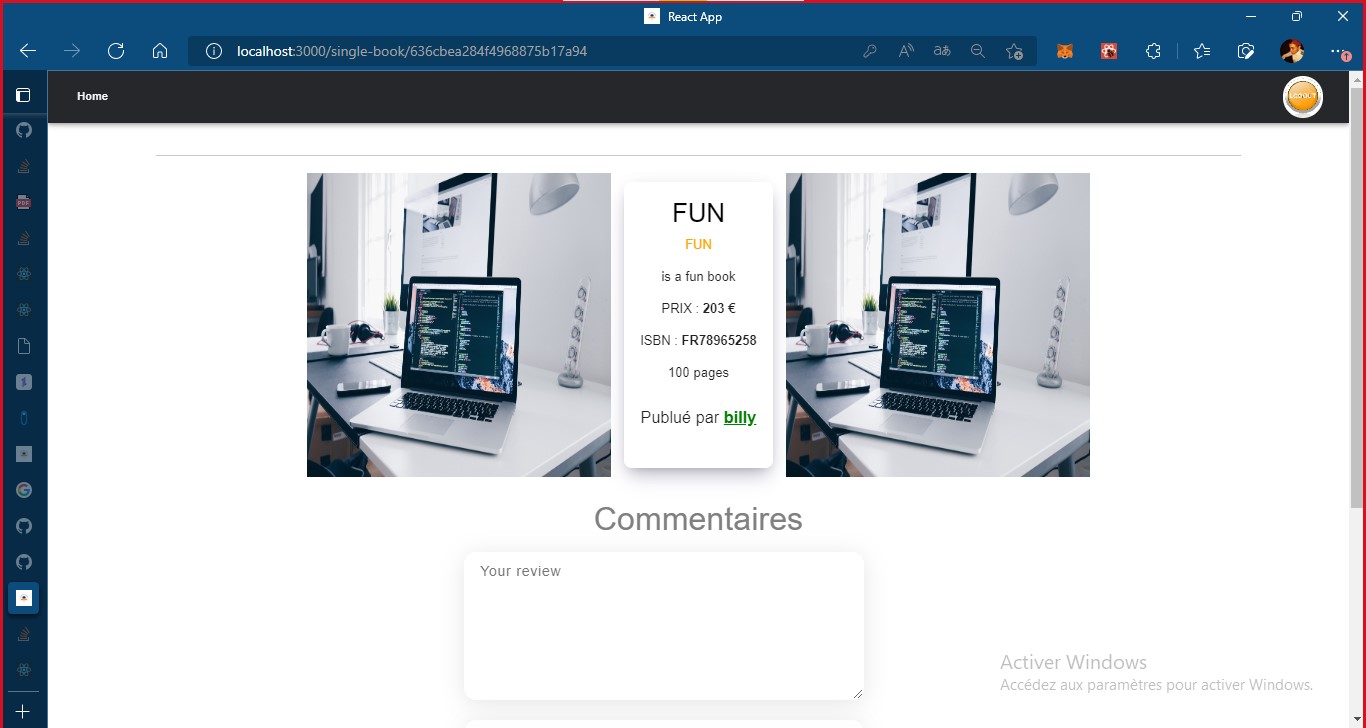 React App
localhost:3000/single-book/636cbea284f4968875b17a94
Home
LOGOUT
FUN
FUN
is a fun book
PRIX : 203 €
ISBN : FR78965258
100 pages
Publué par billy
Commentaires
Your review
Activer Windows
Accédez aux paramètres pour activer Windows.
PDF